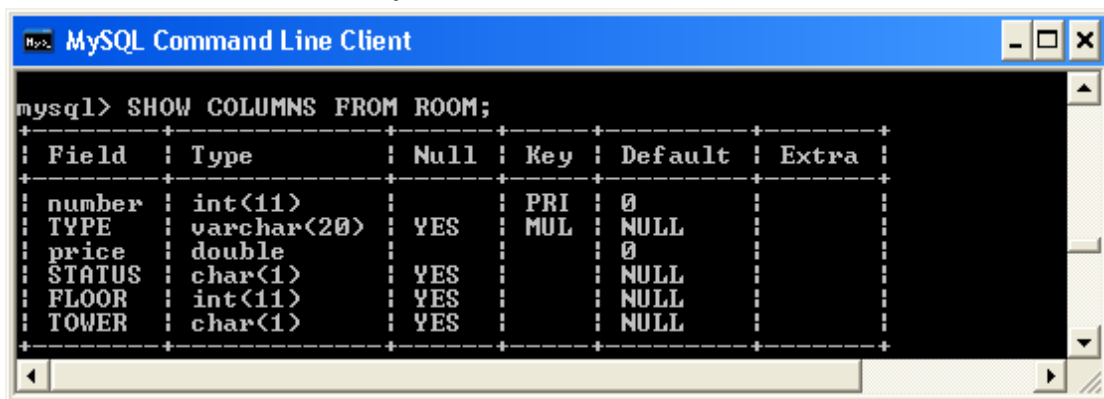 MySQL Command Line Client
mysql> SHOW COLUMNS FROM ROOM;
+--------+-------------+------+-----+---------+-------+
| Field | Type | Null | Key | Default | Extra |
+--------+-------------+------+-----+---------+-------+
| number | int(11) | | PRI | 0 | |
| TYPE | varchar(20) | YES | MUL | NULL | |
| price | double | | | 0 | |
| STATUS | char(1) | YES | | NULL | |
| FLOOR | int(11) | YES | | NULL | |
| TOWER | char(1) | YES | | NULL | |
+--------+-------------+------+-----+---------+-------+